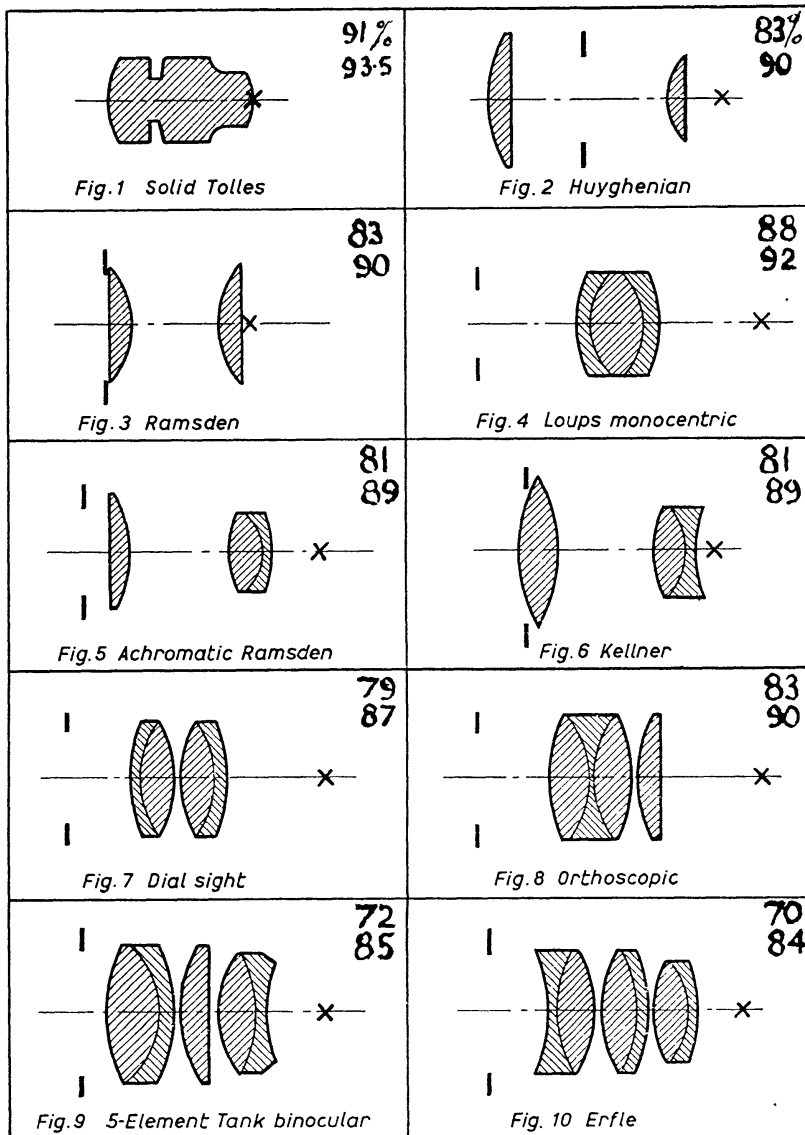 91%
93.5
Fig.1 Solid Tolles
83%
90
Fig. 2 Huyghenian
83
90
Fig. 3 Ramsden
88
92
Fig. 4 Loups monocentric
81
89
Fig. 5 Achromatic Ramsden
81
89
Fig. 6 Kellner
79
87
Fig. 7 Dial sight
83
90
Fig. 8 Orthoscopic
72
85
Fig. 9 5-Element Tank binocular
70
84
Fig. 10 Erfle